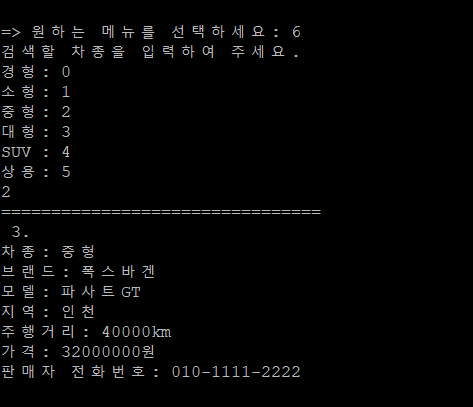 => 원하는 메뉴를 선택하세요: 6
검색할 차종을 입력하여 주세요.
경형: 0
소형: 1
중형: 2
대형: 3
SUV : 4
상용: 5
2
================================
3.
차종: 중형
브랜드: 폭스바겐
모델: 파사트GT
지역: 인천
주행거리: 40000km
가격: 32000000원
판매자 전화번호: 010-1111-2222